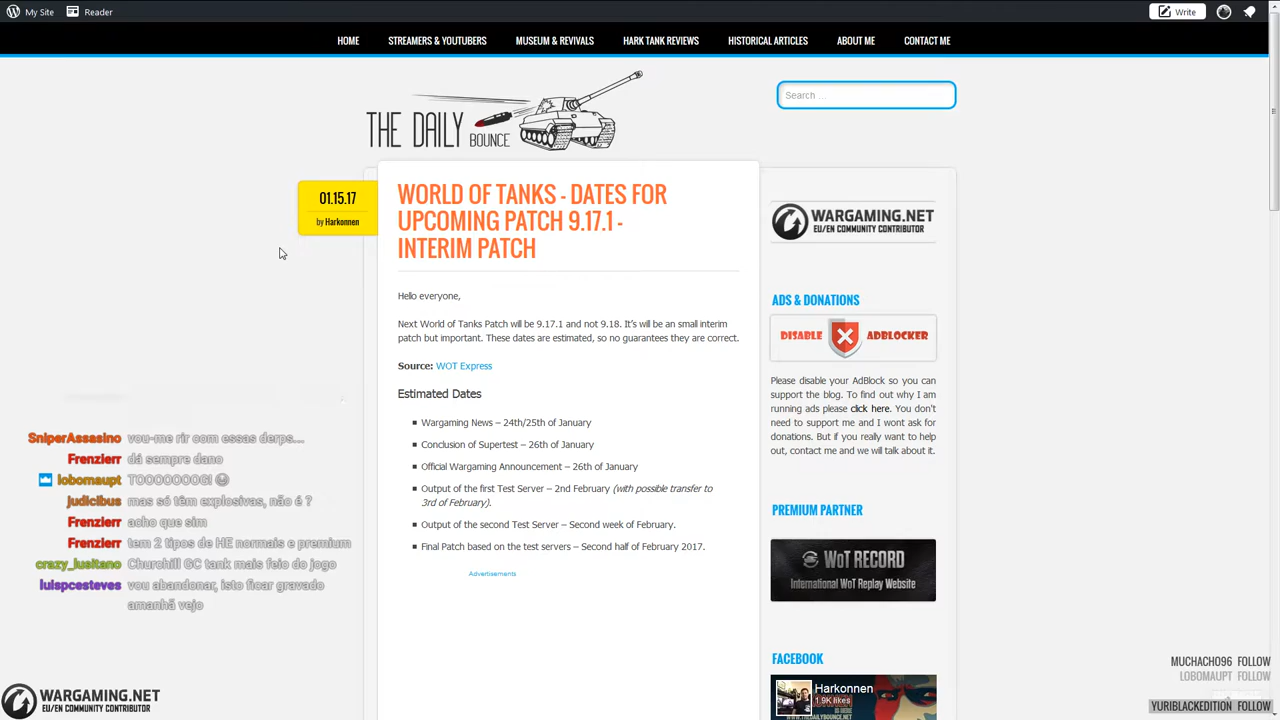 My Site Reader Write
HOME STREAMERS & YOUTUBERS MUSEUM & REVIVALS HARK TANK REVIEWS HISTORICAL ARTICLES ABOUT ME CONTACT ME
THE DAILY BOUNCE
Search ...
01.15.17
by Harkonnen
WORLD OF TANKS - DATES FOR
UPCOMING PATCH 9.17.1 -
INTERIM PATCH
Hello everyone,
Next World of Tanks Patch will be 9.17.1 and not 9.18. It's will be an small interim
patch but important. These dates are estimated, so no guarantees they are correct.
Source: WOT Express
Estimated Dates
Wargaming News – 24th/25th of January
Conclusion of Supertest – 26th of January
Official Wargaming Announcement – 26th of January
Output of the first Test Server – 2nd February (with possible transfer to
3rd of February).
Output of the second Test Server – Second week of February.
Final Patch based on the test servers – Second half of February 2017.
Advertisements
WARGAMING.NET
EU/EN COMMUNITY CONTRIBUTOR
ADS & DONATIONS
DISABLE ADBLOCKER
Please disable your AdBlock so you can
support the blog. To find out why I am
running ads please click here. You don't
need to support me and I wont ask for
donations. But if you really want to help
out, contact me and we will talk about it.
PREMIUM PARTNER
WoT RECORD
International WoT Replay Website
FACEBOOK
Harkonnen
1.9K likes
SniperAssasino vou-me rir com essas derps...
Frenzierr dá sempre dano
lobomaupt TOOOOOOOG!
judicibus mas só têm explosivas, não é ?
Frenzierr acho que sim
Frenzierr tem 2 tipos de HE normais e premium
crazy_lusitano Churchill GC tank mais feio do jogo
luispcesteves vou abandonar, isto ficar gravado
amanhã vejo
WARGAMING.NET
EU/EN COMMUNITY CONTRIBUTOR
MUCHACHO96 FOLLOW
LOBOMAUPT FOLLOW
YURIBLACKEDITION FOLLOW